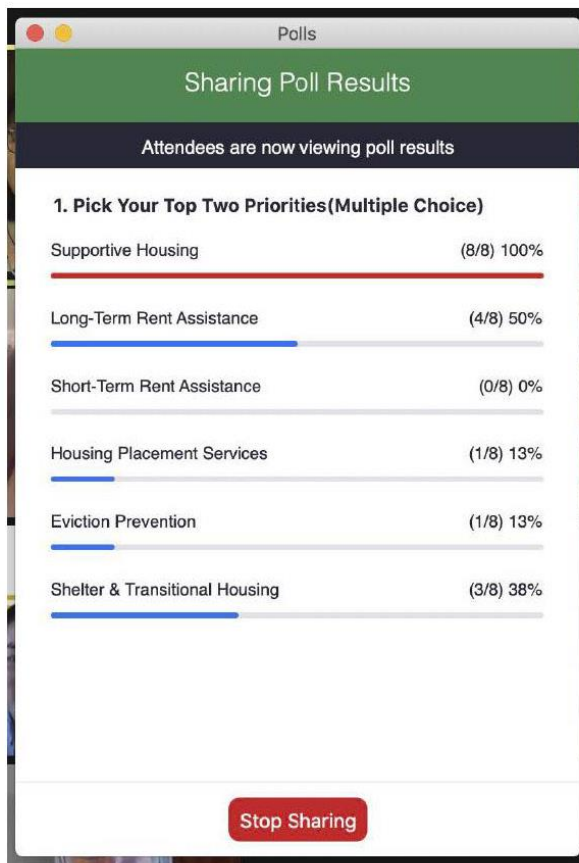 Polls
Sharing Poll Results
Attendees are now viewing poll results
1. Pick Your Top Two Priorities(Multiple Choice)
Supportive Housing (8/8) 100%
Long-Term Rent Assistance (4/8) 50%
Short-Term Rent Assistance (0/8) 0%
Housing Placement Services (1/8) 13%
Eviction Prevention (1/8) 13%
Shelter & Transitional Housing (3/8) 38%
Stop Sharing